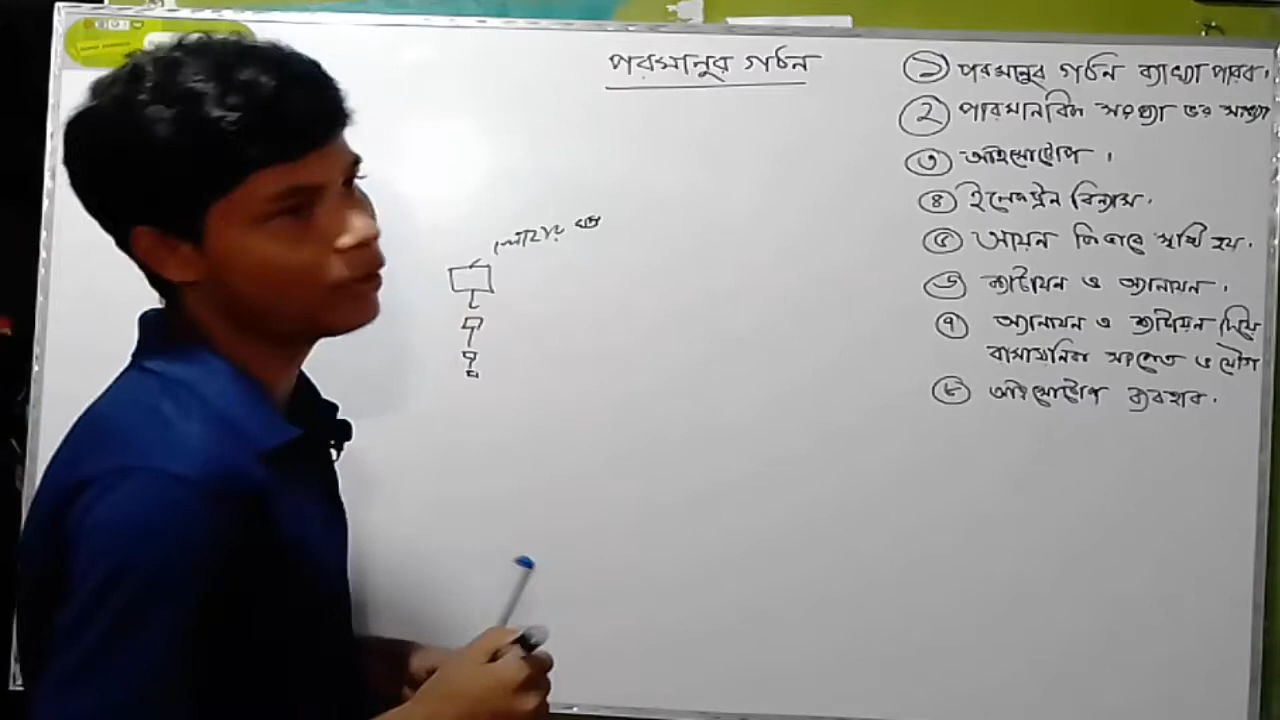 পরমানুর গঠন
① পরমানুর গঠন ব্যাখ্যা পারব।
② পারমানবিক সংখ্যা ভর সংখ্যা
③ আইসোটোপ।
④ ইলেকট্রন বিন্যাস।
⑤ আয়ন কিভাবে সৃষ্টি হয়।
⑥ ক্যাটায়ন ও অ্যানায়ন।
⑦ অ্যানায়ন ও ক্যাটায়ন দিয়ে
রাসায়নিক সংকেত ও যৌগ
⑧ আইসোটোপ ব্যবহার।
লোহার